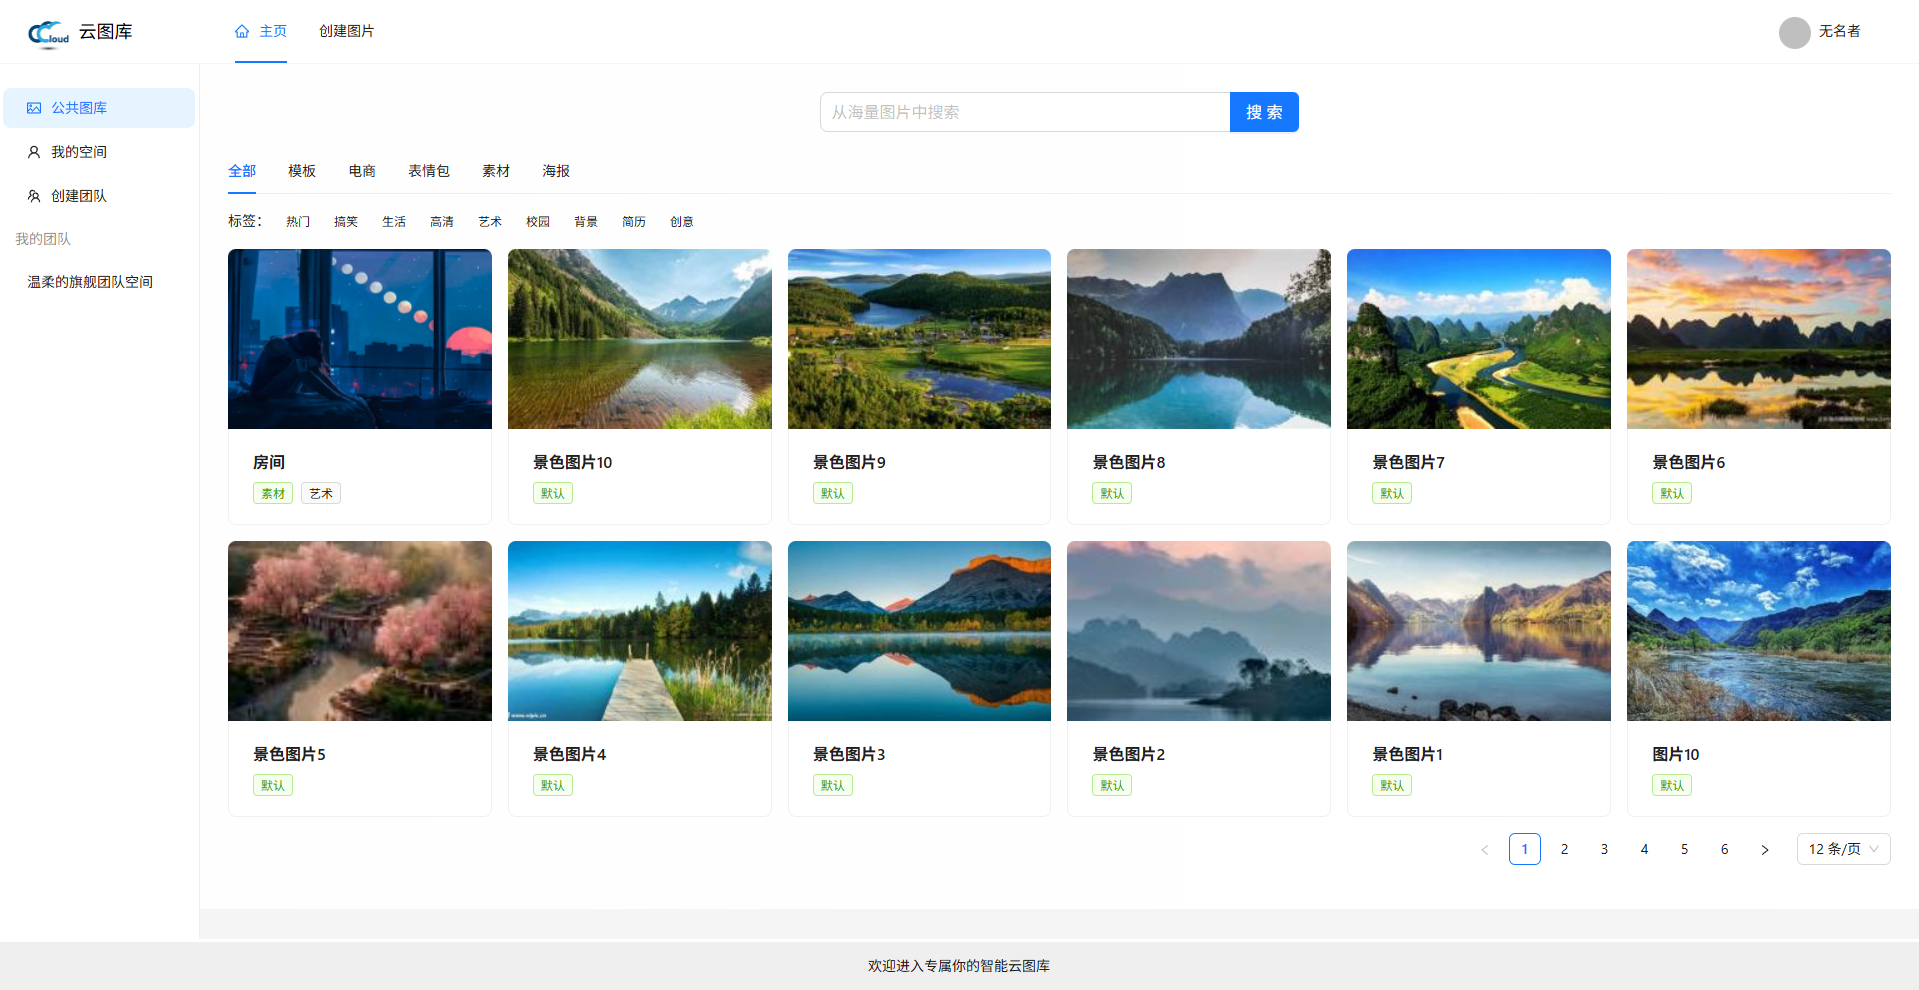 Cloud
云图库
主页
创建图片
无名者
公共图库
我的空间
创建团队
我的团队
温柔的旗舰团队空间
从海量图片中搜索
搜 索
全部 模板 电商 表情包 素材 海报
标签： 热门 搞笑 生活 高清 艺术 校园 背景 简历 创意
房间
素材 艺术
景色图片10
默认
景色图片9
默认
景色图片8
默认
景色图片7
默认
景色图片6
默认
景色图片5
默认
景色图片4
默认
景色图片3
默认
景色图片2
默认
景色图片1
默认
图片10
默认
1 2 3 4 5 6
12 条/页
欢迎进入专属你的智能云图库